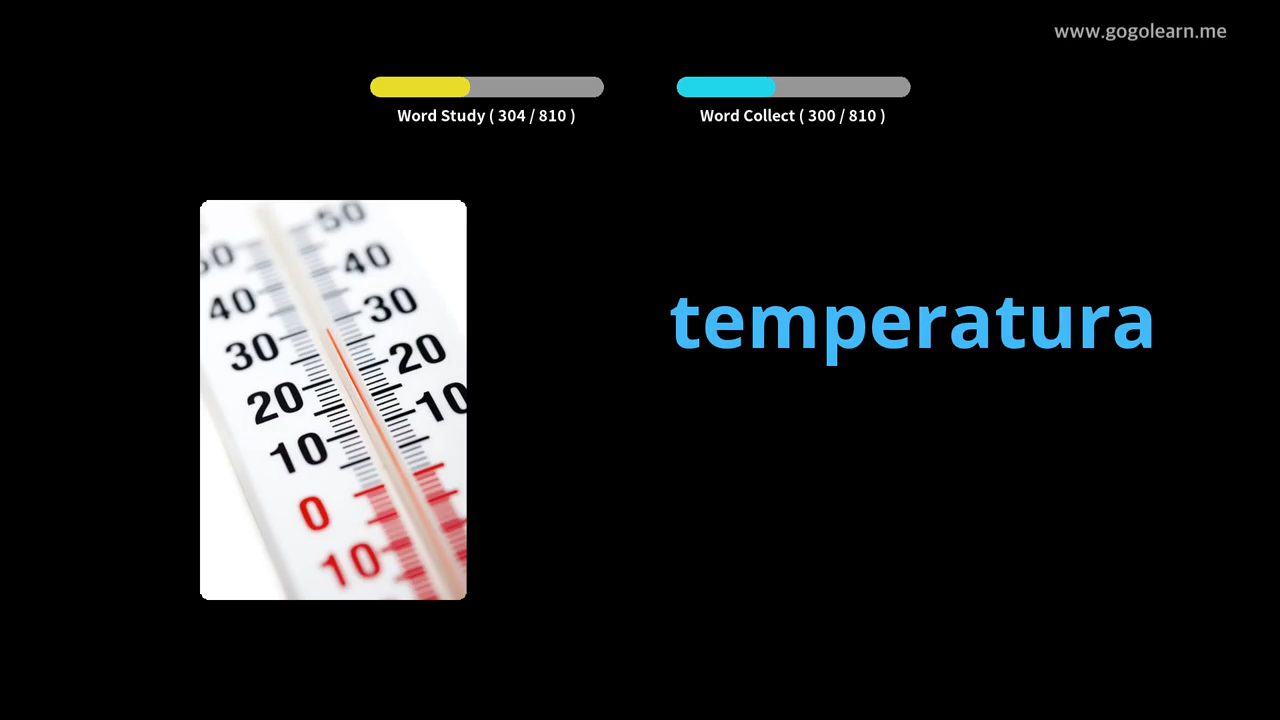 www.gogolearn.me
Word Study ( 304 / 810 )
Word Collect ( 300 / 810 )
50
40 40
30 30
20 20
10 10
0
10
temperatura